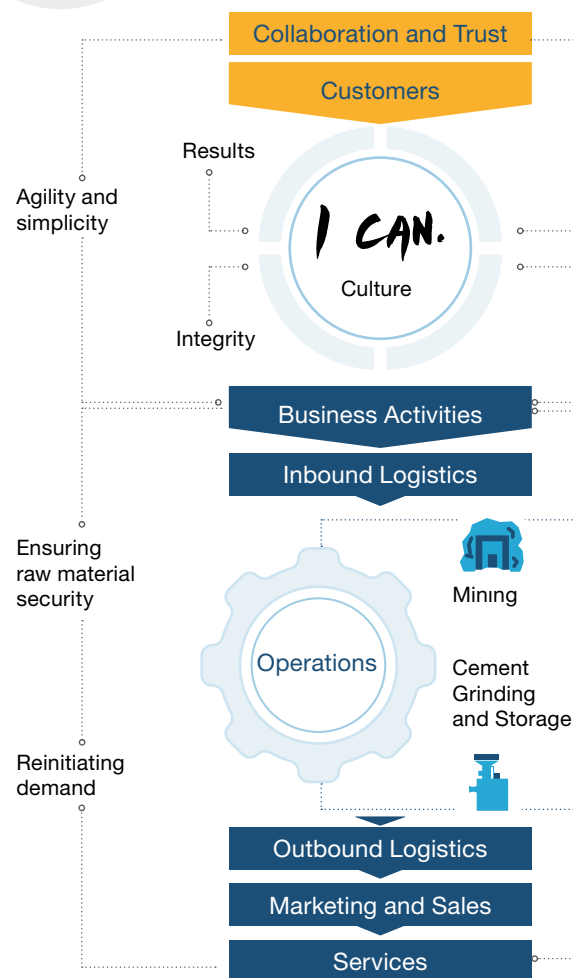 Collaboration and Trust
Customers
Results
Agility and
simplicity
I CAN.
Culture
Integrity
Business Activities
Inbound Logistics
Ensuring
raw material
security
Mining
Operations
Cement
Grinding
and Storage
Reinitiating
demand
Outbound Logistics
Marketing and Sales
Services